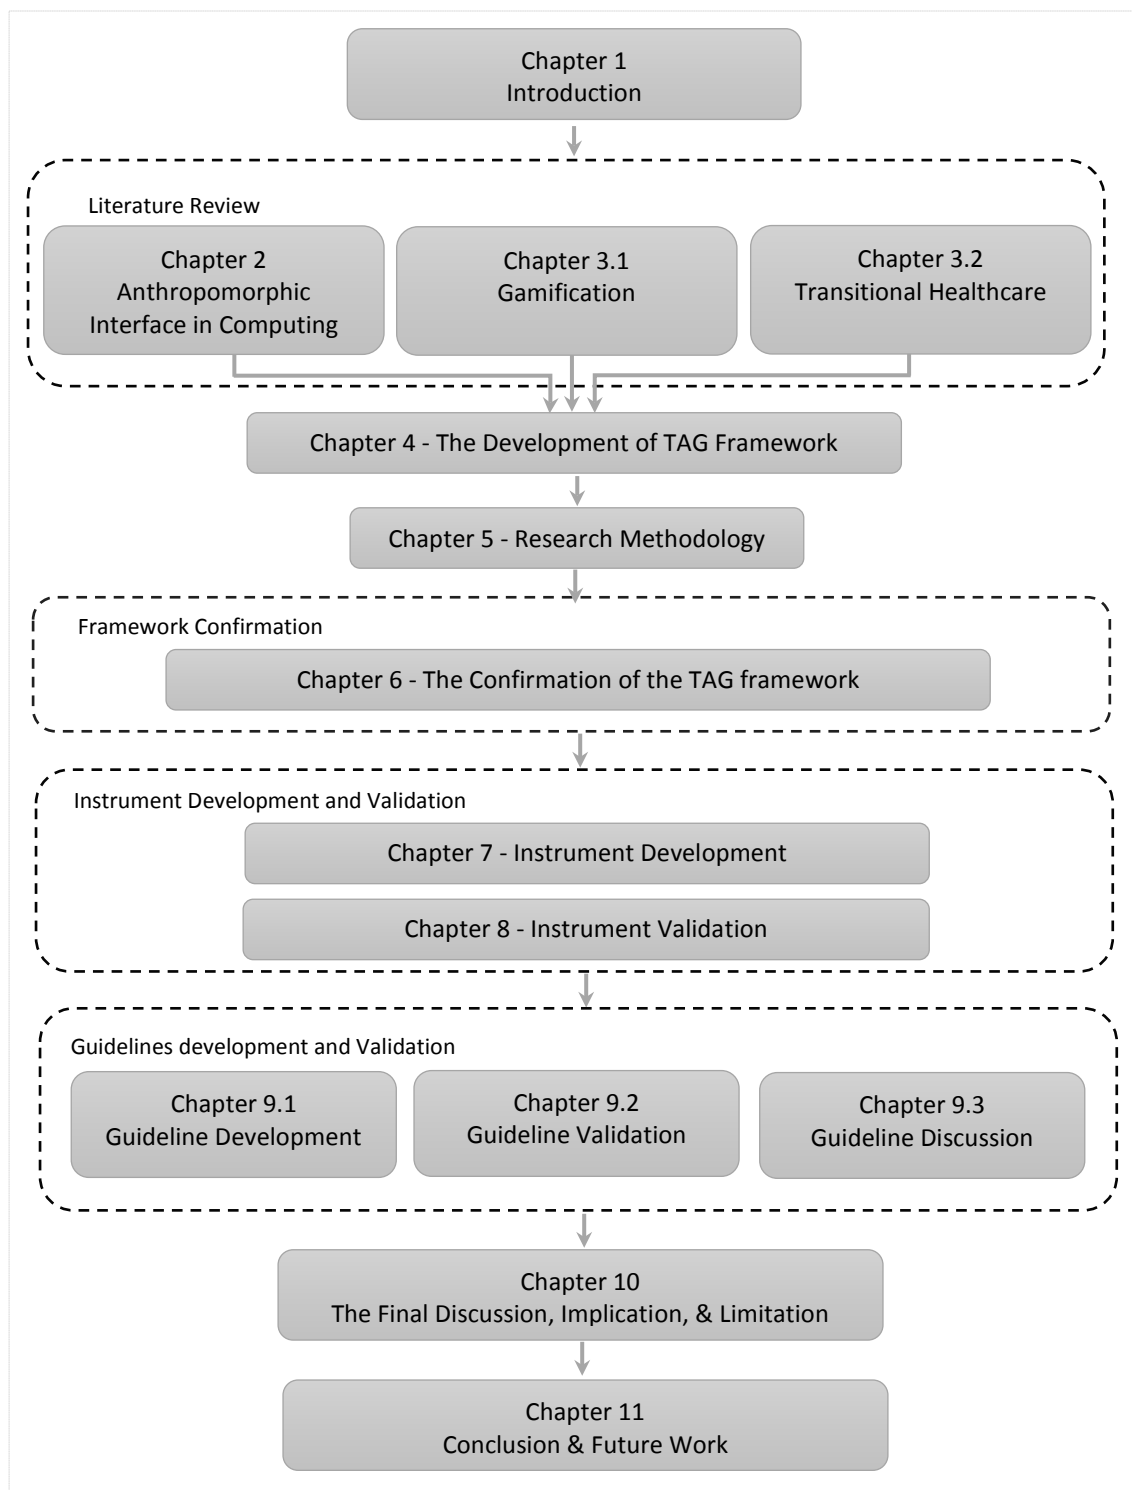 Chapter 1
Introduction
Literature Review
Chapter 2
Anthropomorphic
Interface in Computing
Chapter 3.1
Gamification
Chapter 3.2
Transitional Healthcare
Chapter 4 - The Development of TAG Framework
Chapter 5 - Research Methodology
Framework Confirmation
Chapter 6 - The Confirmation of the TAG framework
Instrument Development and Validation
Chapter 7 - Instrument Development
Chapter 8 - Instrument Validation
Guidelines development and Validation
Chapter 9.1
Guideline Development
Chapter 9.2
Guideline Validation
Chapter 9.3
Guideline Discussion
Chapter 10
The Final Discussion, Implication, & Limitation
Chapter 11
Conclusion & Future Work